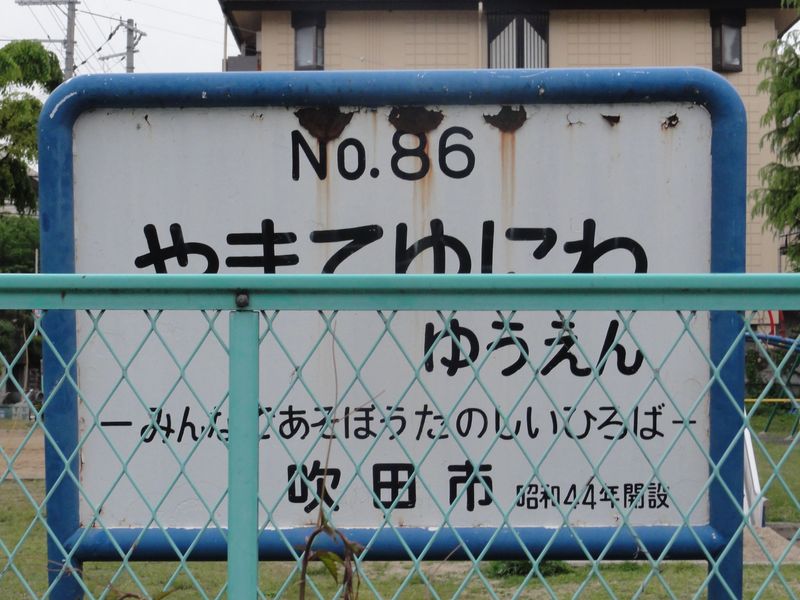 No.86
やまてゆにわ
ゆうえん
ーみんなであそぼうたのしいひろばー
吹田市 昭和44年開設